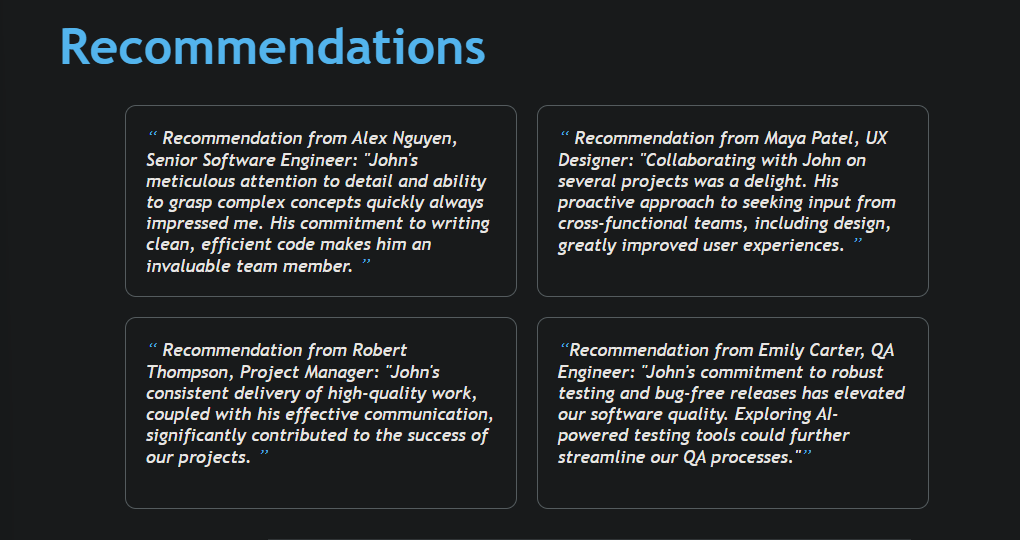 Recommendations
“ Recommendation from Alex Nguyen,
Senior Software Engineer: "John's
meticulous attention to detail and ability
to grasp complex concepts quickly always
impressed me. His commitment to writing
clean, efficient code makes him an
invaluable team member. ”
“ Recommendation from Maya Patel, UX
Designer: "Collaborating with John on
several projects was a delight. His
proactive approach to seeking input from
cross-functional teams, including design,
greatly improved user experiences. ”
“ Recommendation from Robert
Thompson, Project Manager: "John's
consistent delivery of high-quality work,
coupled with his effective communication,
significantly contributed to the success of
our projects. ”
“Recommendation from Emily Carter, QA
Engineer: "John's commitment to robust
testing and bug-free releases has elevated
our software quality. Exploring AI-
powered testing tools could further
streamline our QA processes."”